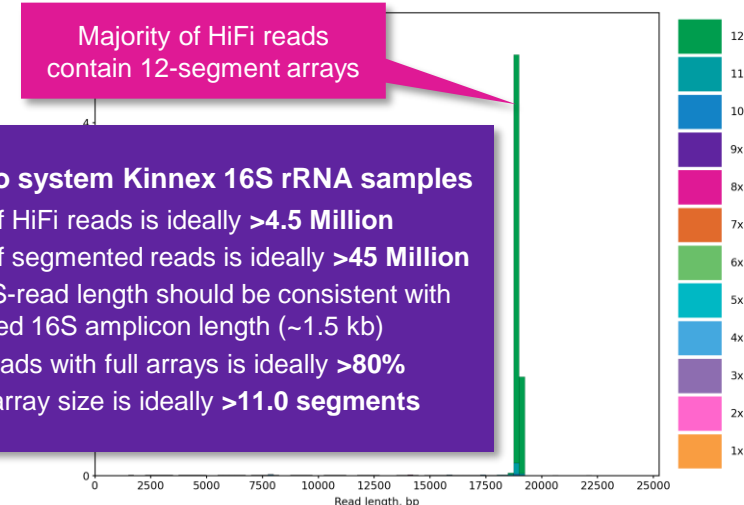 Majority of HiFi reads
contain 12-segment arrays
system Kinnex 16S rRNA samples
HiFi reads is ideally >4.5 Million
segmented reads is ideally >45 Million
S-read length should be consistent with
16S amplicon length (~1.5 kb)
with full arrays is ideally >80%
array size is ideally >11.0 segments
4
0
0 2500 5000 7500 10000 12500 15000 17500 20000 22500 25000
Read length, bp
12
11
10
9x
8x
7x
6x
5x
4x
3x
2x
1x